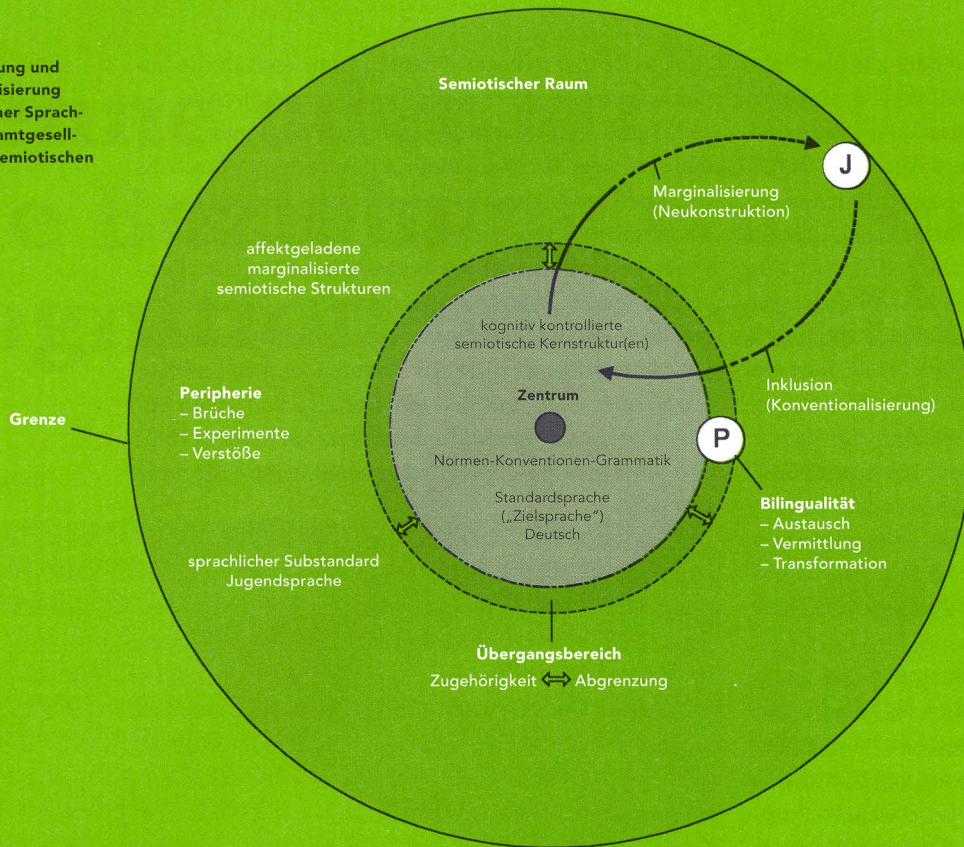 ung und
isierung
ner Sprach-
amtgesell-
emiotischen
Semiotischer Raum
J
Marginalisierung
(Neukonstruktion)
affektgeladene
marginalisierte
semiotische Strukturen
kognitiv kontrollierte
semiotische Kernstruktur(en)
Inklusion
(Konventionalisierung)
Peripherie
– Brüche
– Experimente
– Verstöße
Grenze
Zentrum
P
Normen-Konventionen-Grammatik
Standardsprache
(„Zielsprache“)
Deutsch
Bilingualität
– Austausch
– Vermittlung
– Transformation
sprachlicher Substandard
Jugendsprache
Übergangsbereich
Zugehörigkeit ⇔ Abgrenzung